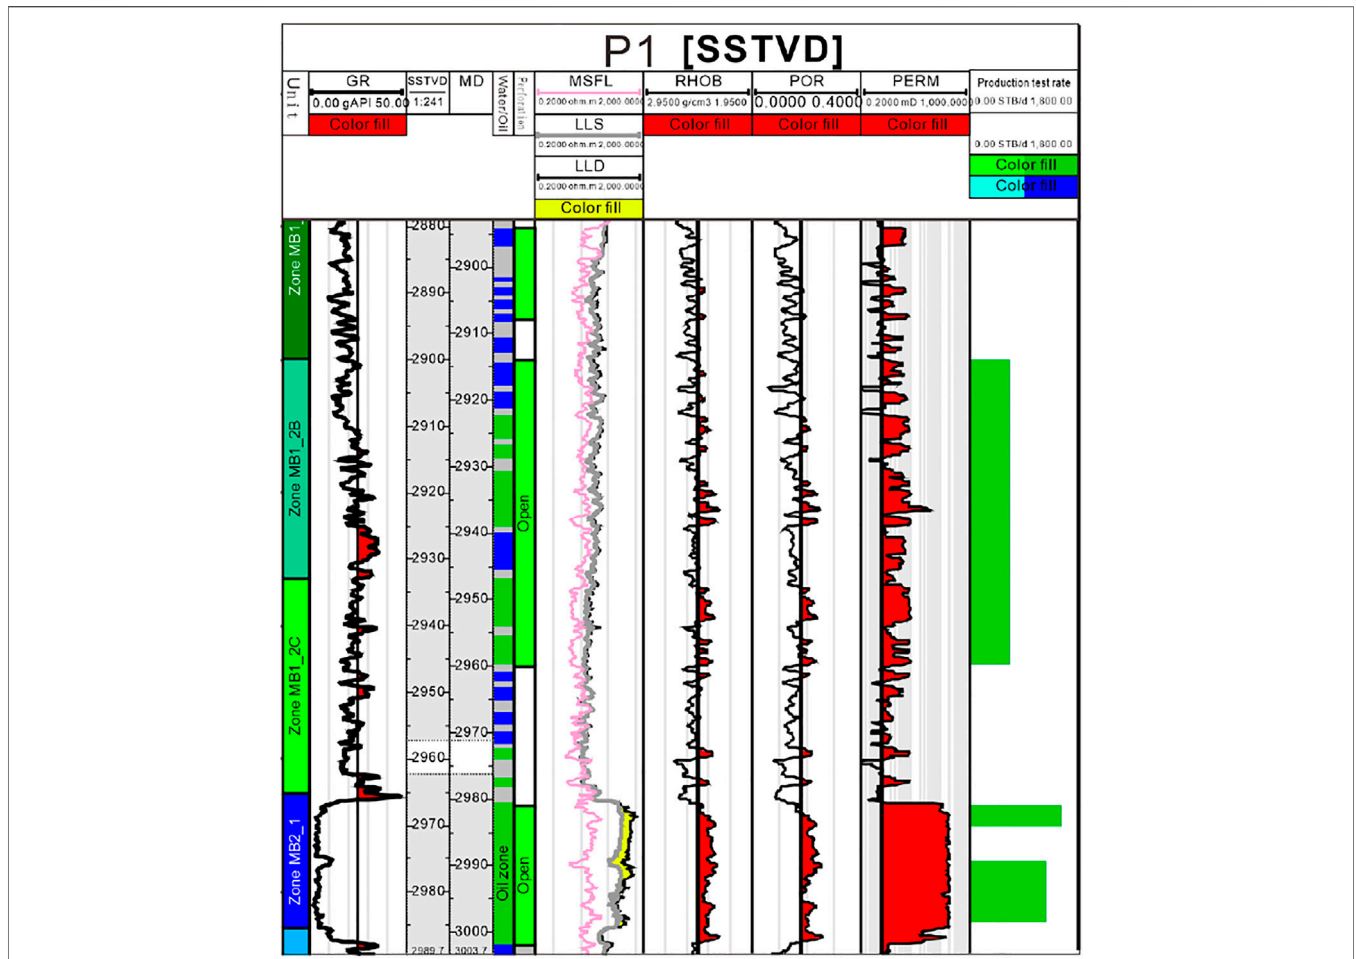 P1 [SSTVD]
Unit
GR
0.00 gAPI 50.00
Color fill
SSTVD
1:241
MD
Water/Oil
Perforation
MSFL
0.2000 ohm.m 2,000.0000
LLS
0.2000 ohm.m 2,000.0000
LLD
0.2000 ohm.m 2,000.0000
Color fill
RHOB
2.9500 g/cm3 1.9500
Color fill
POR
0.0000 0.4000
Color fill
PERM
0.2000 mD 1,000.0000
Color fill
Production test rate
0.00 STB/d 1,800.00
0.00 STB/d 1,800.00
Color fill
Color fill
Zone MB1_
Zone MB1_2B
Zone MB1_2C
Zone MB2_1
2880
2890
2900
2910
2920
2930
2940
2950
2960
2970
2980
2989.7
2900
2910
2920
2930
2940
2950
2960
2970
2980
2990
3000
3003.7
Oil zone
Open
Open